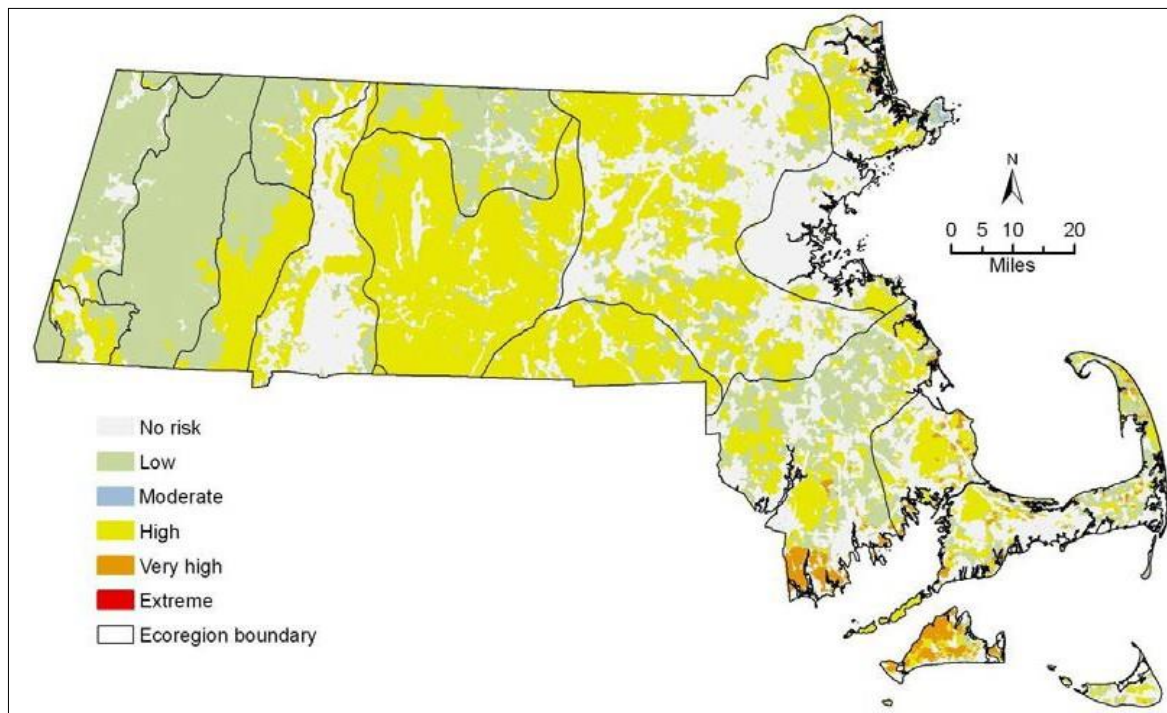 N
0 5 10 20
Miles
No risk
Low
Moderate
High
Very high
Extreme
Ecoregion boundary